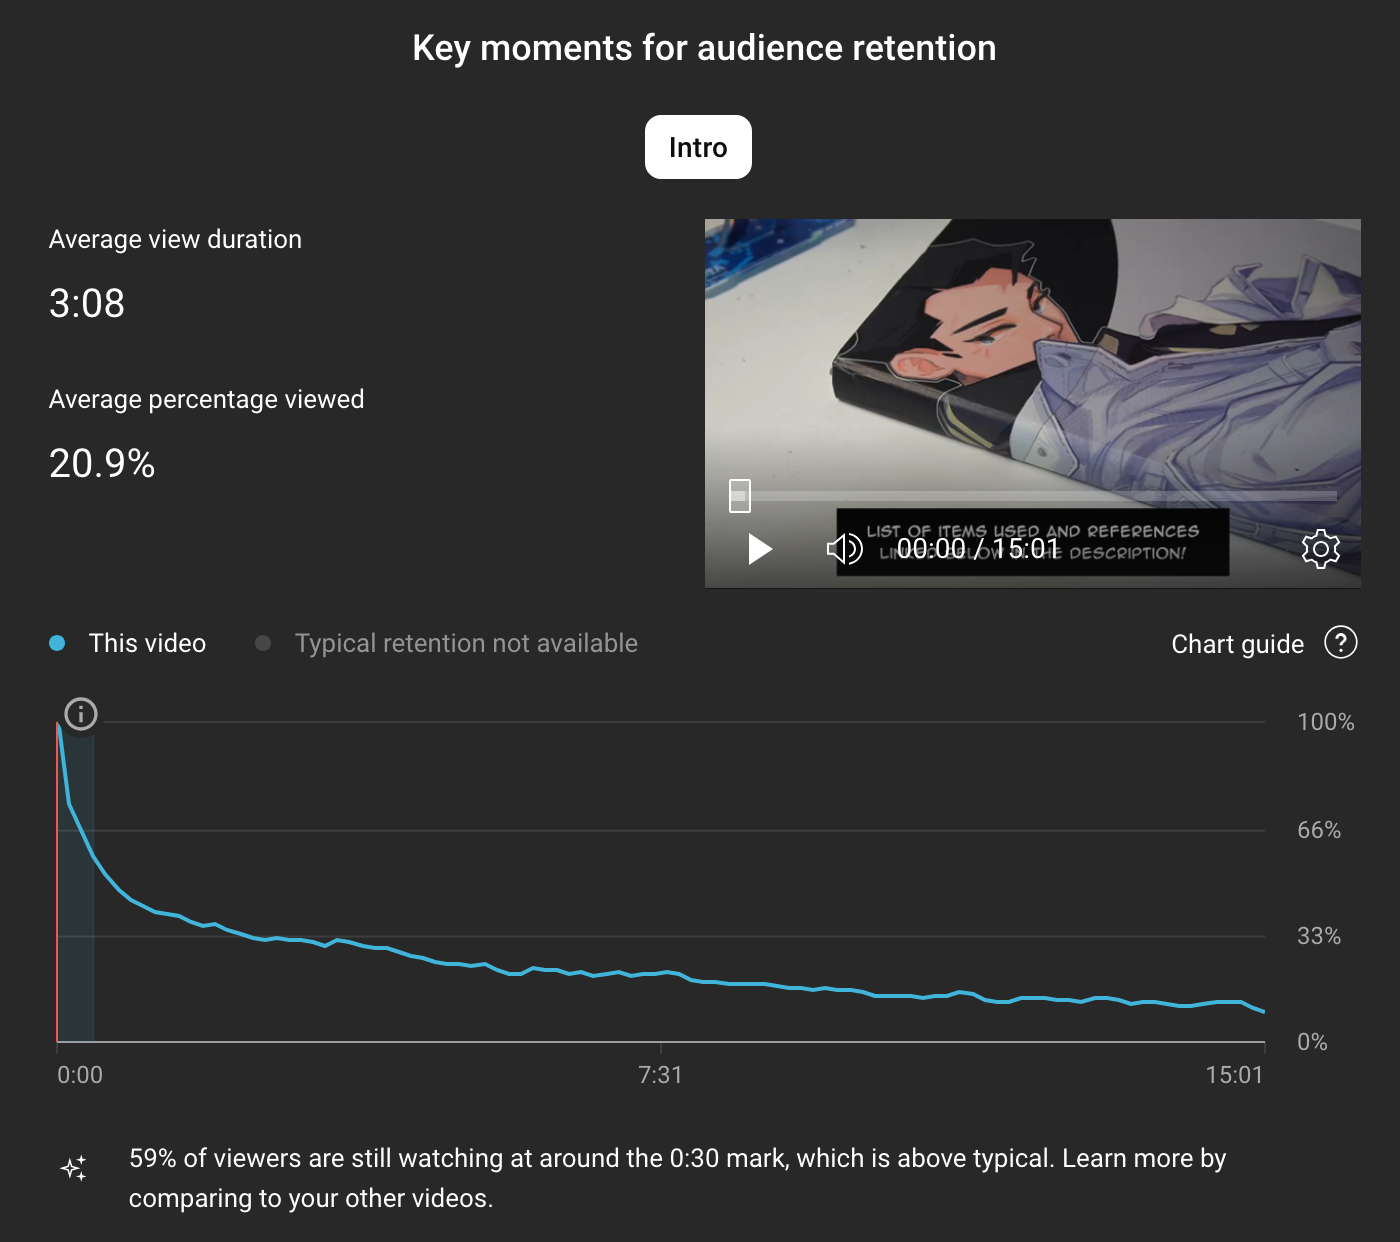 Key moments for audience retention
Intro
Average view duration
3:08
Average percentage viewed
20.9%
LIST OF ITEMS USED AND REFERENCES
LINKED BELOW IN THE DESCRIPTION!
00:00 / 15:01
This video
Typical retention not available
Chart guide
100%
66%
33%
0%
0:00
7:31
15:01
59% of viewers are still watching at around the 0:30 mark, which is above typical. Learn more by
comparing to your other videos.